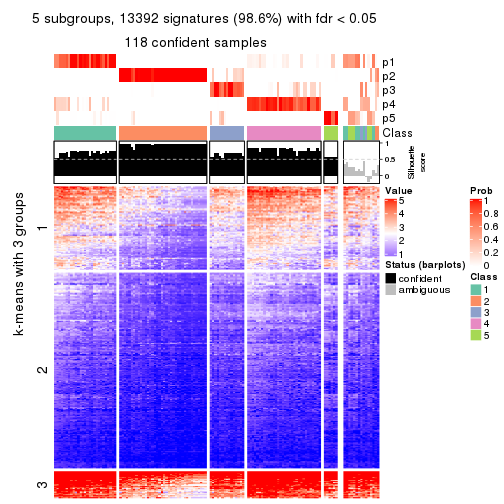 5 subgroups, 13392 signatures (98.6%) with fdr < 0.05
118 confident samples
p1
p2
p3
p4
p5
Class
1
0.5
0
Silhouette
score
k-means with 3 groups
1
2
3
Value
5
4
3
2
1
Status (barplots)
confident
ambiguous
Prob
1
0.8
0.6
0.4
0.2
0
Class
1
2
3
4
5